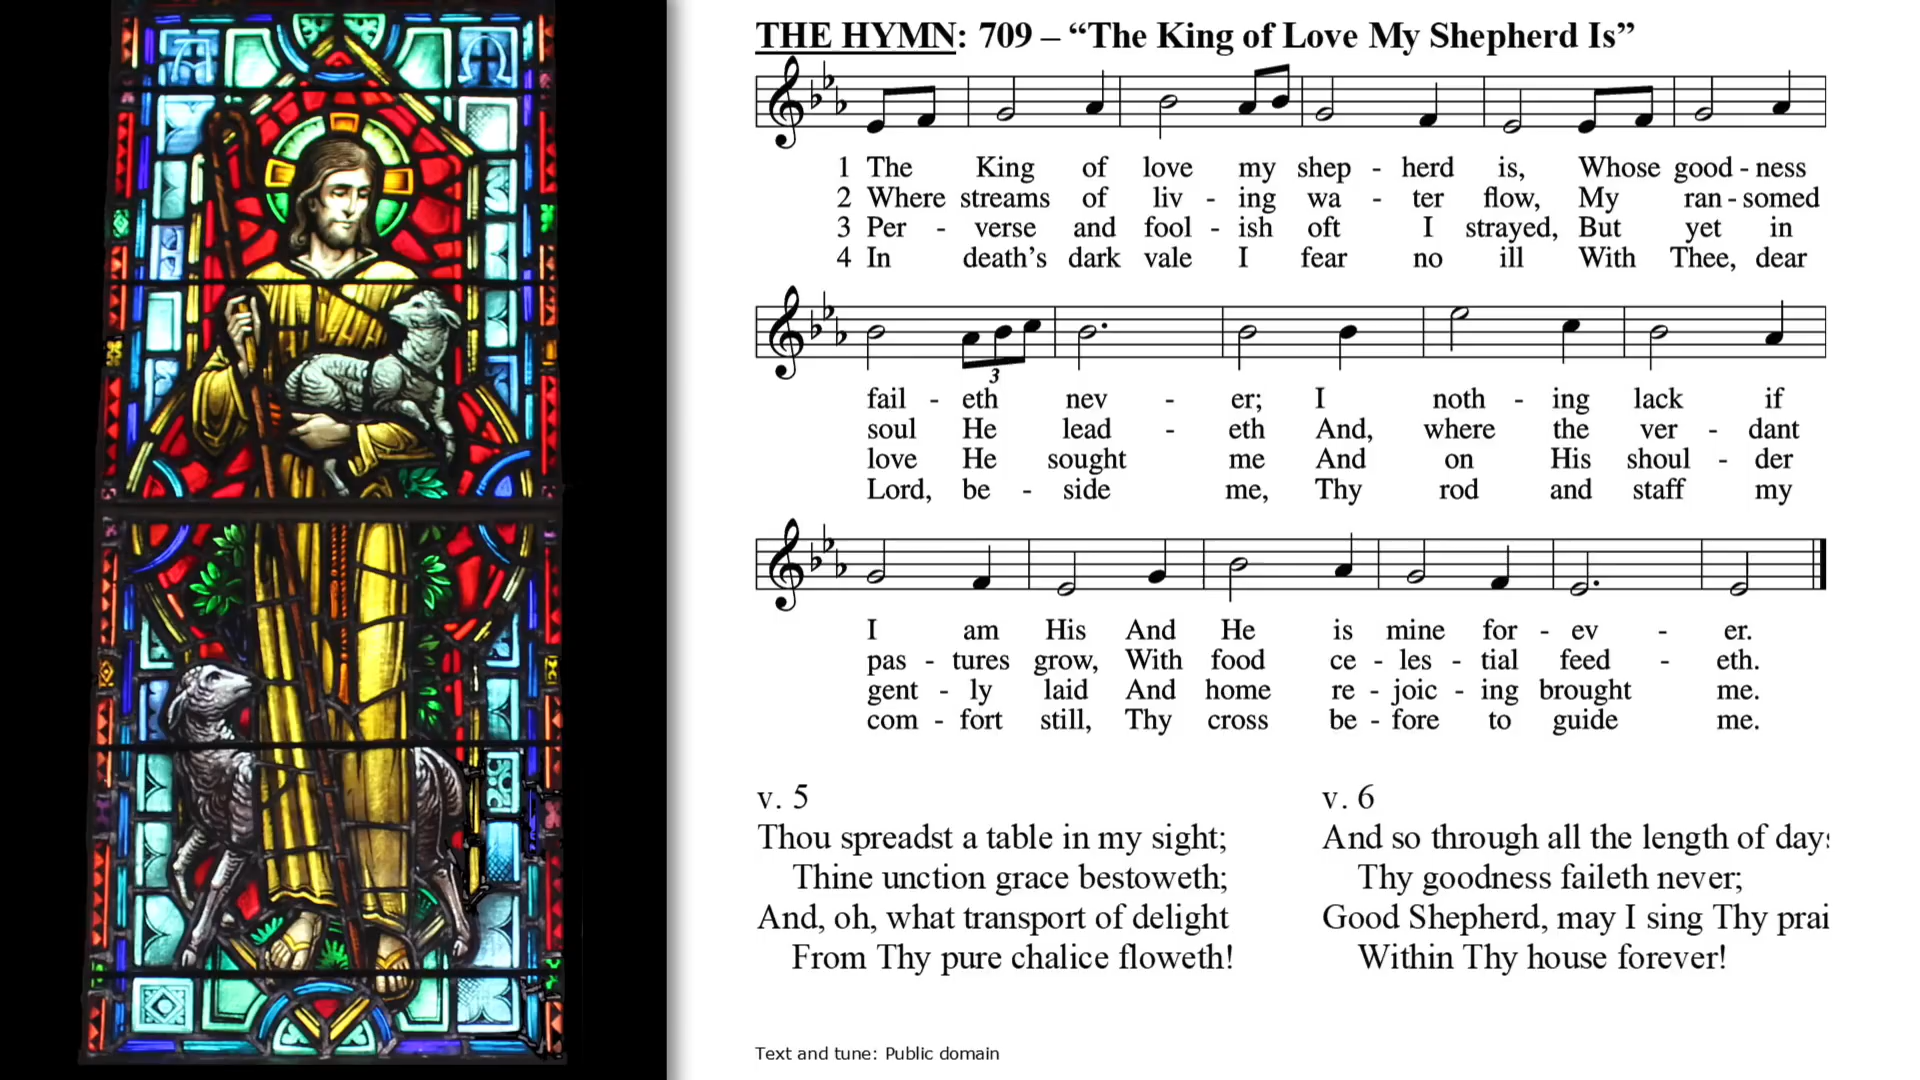 Α Ω
THE HYMN: 709 – “The King of Love My Shepherd Is”
1 The King of love my shep - herd is, Whose good - ness
2 Where streams of liv - ing wa - ter flow, My ran - somed
3 Per - verse and fool - ish oft I strayed, But yet in
4 In death’s dark vale I fear no ill With Thee, dear
3
fail - eth nev - er; I noth - ing lack if
soul He lead - eth And, where the ver - dant
love He sought me And on His shoul - der
Lord, be - side me, Thy rod and staff my
I am His And He is mine for - ev - er.
pas - tures grow, With food ce - les - tial feed - eth.
gent - ly laid And home re - joic - ing brought me.
com - fort still, Thy cross be - fore to guide me.
v. 5
Thou spreadst a table in my sight;
Thine unction grace bestoweth;
And, oh, what transport of delight
From Thy pure chalice floweth!
v. 6
And so through all the length of days
Thy goodness faileth never;
Good Shepherd, may I sing Thy prai
Within Thy house forever!
Text and tune: Public domain